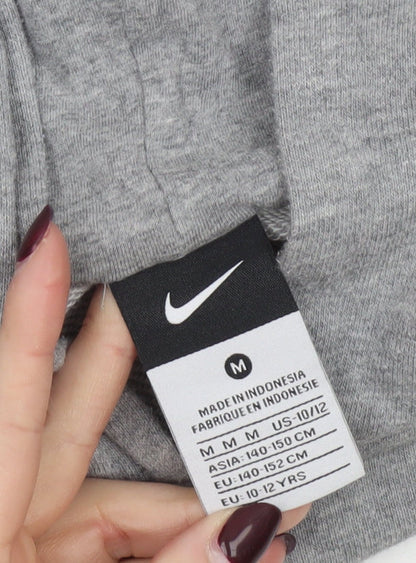 M
MADE IN INDONESIA
FABRIQUE EN INDONESIE
M M M US-10/12
ASIA: 140-150 CM
EU: 140-152 CM
EU: 10-12 YRS